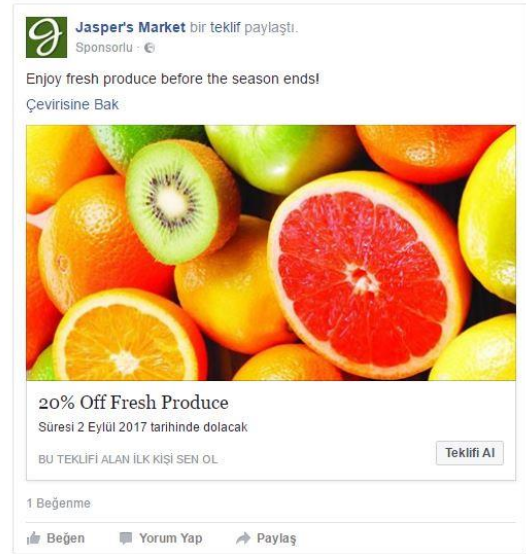 Jasper's Market bir teklif paylaştı.
Sponsorlu ·
Enjoy fresh produce before the season ends!
Çevirisine Bak
20% Off Fresh Produce
Süresi 2 Eylül 2017 tarihinde dolacak
BU TEKLİFİ ALAN İLK KİŞİ SEN OL
Teklifi Al
1 Beğenme
Beğen Yorum Yap Paylaş